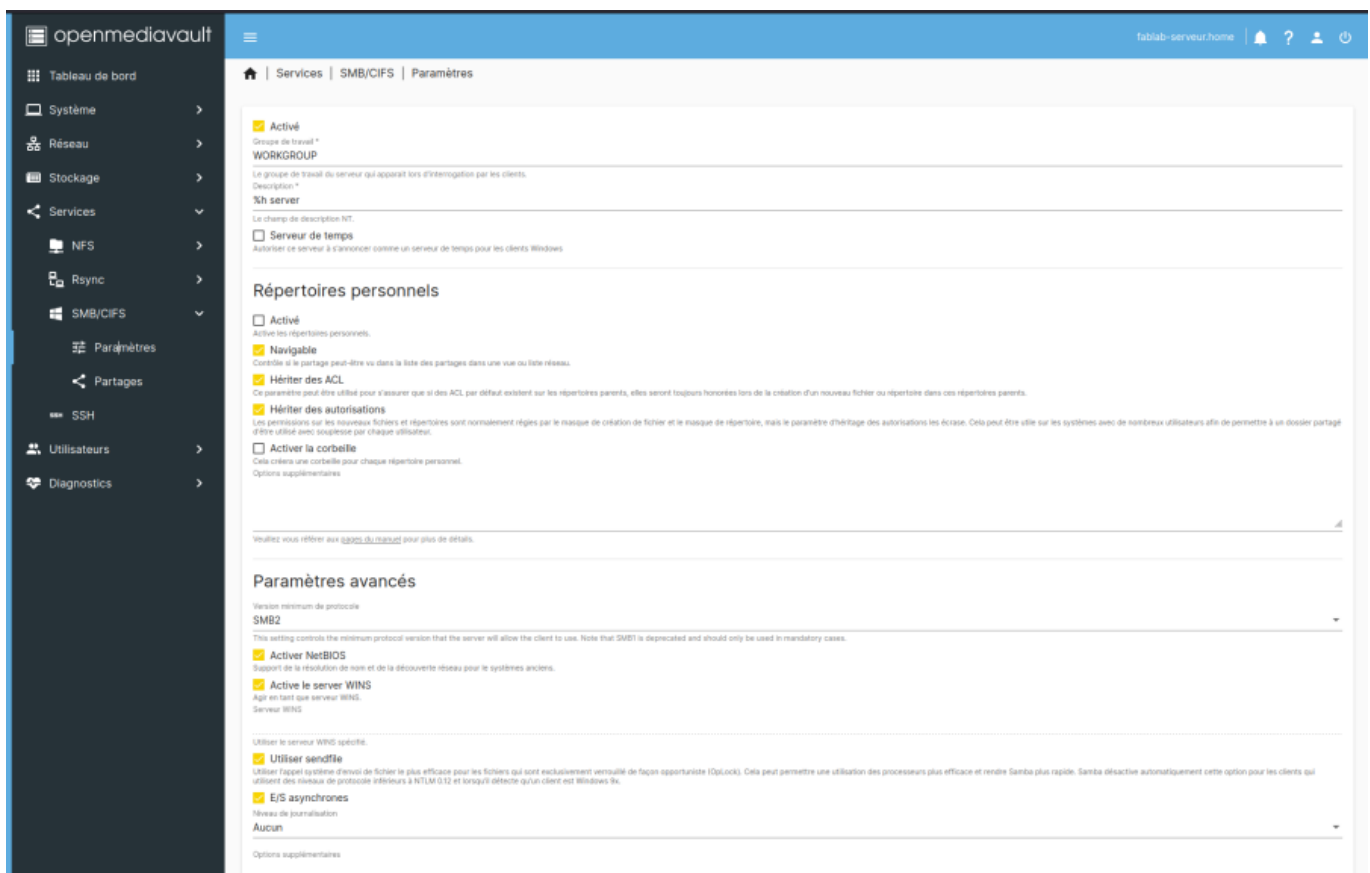 openmediavault
fablab-serveur.home
?
Tableau de bord
Système
Réseau
Stockage
Services
NFS
Rsync
SMB/CIFS
Paramètres
Partages
SSH
Utilisateurs
Diagnostics
| Services | SMB/CIFS | Paramètres
Activé
Groupe de travail *
WORKGROUP
Le groupe de travail du serveur qui apparait lors d'interrogation par les clients.
Description *
%h server
Le champ de description NT.
Serveur de temps
Autoriser ce serveur à s'annoncer comme un serveur de temps pour les clients Windows
Répertoires personnels
Activé
Active les répertoires personnels.
Navigable
Contrôle si le partage peut-être vu dans la liste des partages dans une vue ou liste réseau.
Hériter des ACL
Ce paramètre peut être utilisé pour s'assurer que si des ACL par défaut existent sur les répertoires parents, elles seront toujours honorées lors de la création d'un nouveau fichier ou répertoire dans ces répertoires parents.
Hériter des autorisations
Les permissions sur les nouveaux fichiers et répertoires sont normalement régies par le masque de création de fichier et le masque de répertoire, mais le paramètre d'héritage des autorisations les écrase. Cela peut être utile sur les systèmes avec de nombreux utilisateurs afin de permettre à un dossier partagé
d'être utilisé avec souplesse par chaque utilisateur.
Activer la corbeille
Cela créera une corbeille pour chaque répertoire personnel.
Options supplémentaires
Veuillez vous référer aux pages du manuel pour plus de détails.
Paramètres avancés
Version minimum de protocole
SMB2
This setting controls the minimum protocol version that the server will allow the client to use. Note that SMB1 is deprecated and should only be used in mandatory cases.
Activer NetBIOS
Support de la résolution de nom et de la découverte réseau pour le systèmes anciens.
Active le server WINS
Agir en tant que serveur WINS.
Serveur WINS
Utiliser le serveur WINS spécifié.
Utiliser sendfile
Utiliser l'appel système d'envoi de fichier le plus efficace pour les fichiers qui sont exclusivement verrouillé de façon opportuniste (OpLock). Cela peut permettre une utilisation des processeurs plus efficace et rendre Samba plus rapide. Samba désactive automatiquement cette option pour les clients qui
utilisent des niveaux de protocole inférieurs à NTLM 0.12 et lorsqu'il détecte qu'un client est Windows 9x.
E/S asynchrones
Niveau de journalisation
Aucun
Options supplémentaires